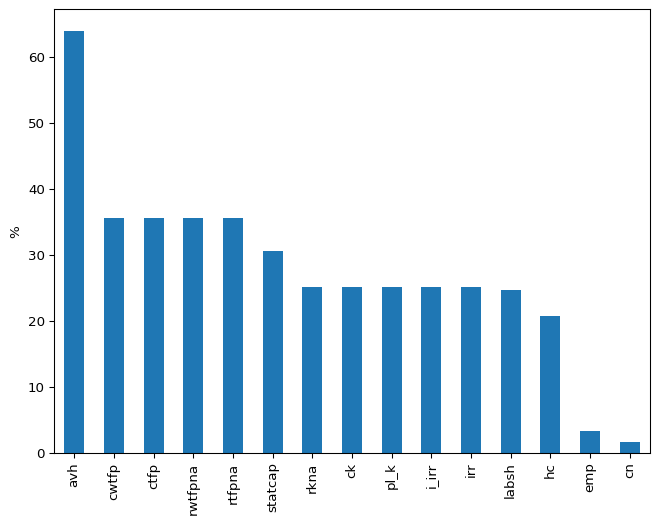 60
50
40
30
20
10
0
%
avh
cwtfp
ctfp
rwtfpna
rtfpna
statcap
rkna
ck
pl_k
i_irr
irr
labsh
hc
emp
cn